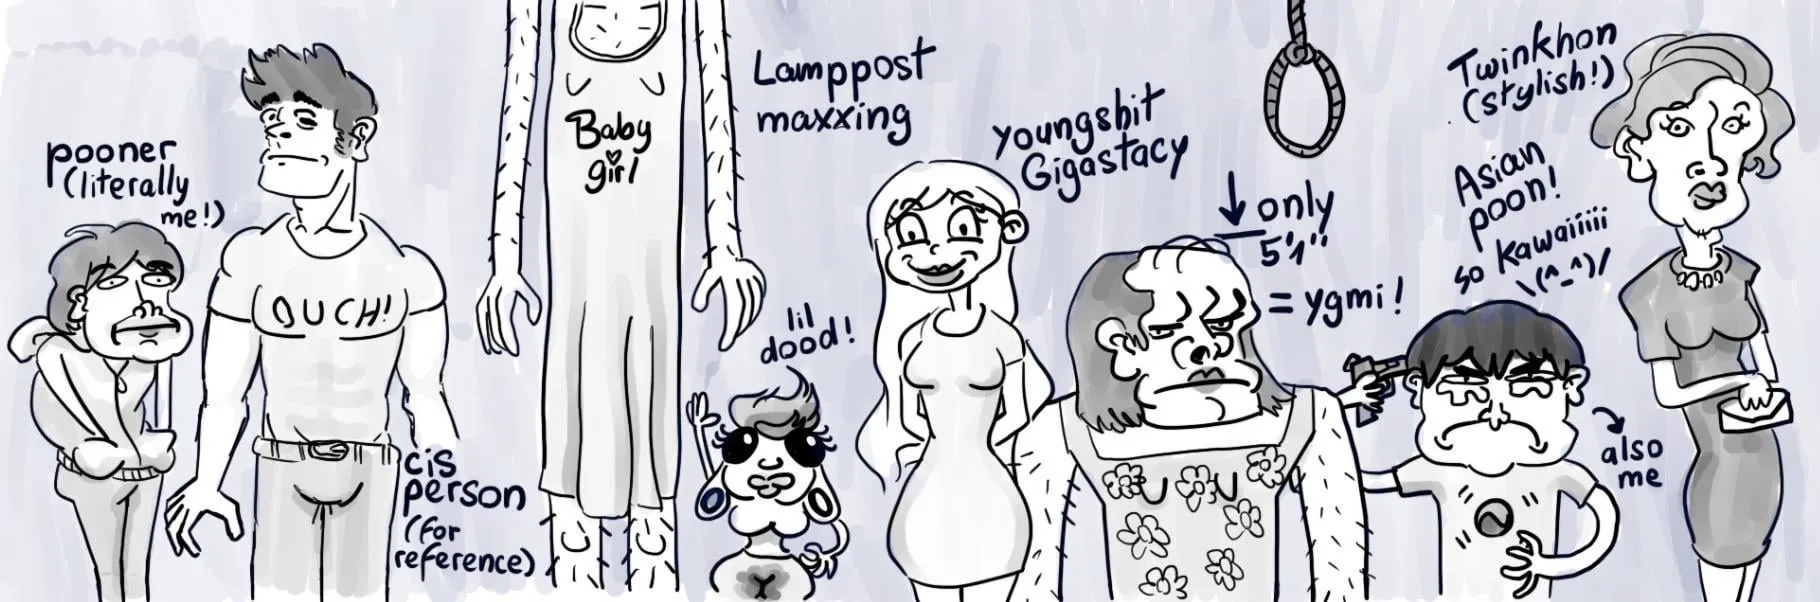 pooner
(literally
me!)
OUCH!
cis
person
(for
reference)
Baby
girl
Lamppost
maxxing
lil
dood!
youngshit
Gigastacy
only
5'1"
= ygmi!
Asian
poon!
so kawaiiiii
\(^_^)/
also
me
Twinkhon
(stylish!)